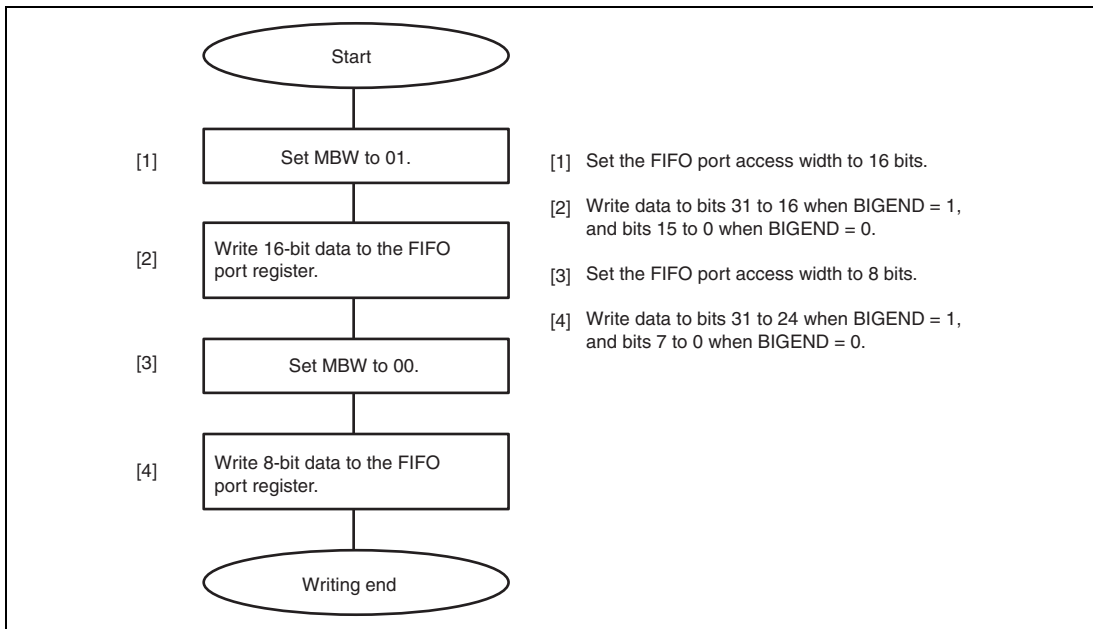 Start
[1]
Set MBW to 01.
[1] Set the FIFO port access width to 16 bits.
[2]
Write 16-bit data to the FIFO
port register.
[2] Write data to bits 31 to 16 when BIGEND = 1,
and bits 15 to 0 when BIGEND = 0.
[3]
Set MBW to 00.
[3] Set the FIFO port access width to 8 bits.
[4]
Write 8-bit data to the FIFO
port register.
[4] Write data to bits 31 to 24 when BIGEND = 1,
and bits 7 to 0 when BIGEND = 0.
Writing end